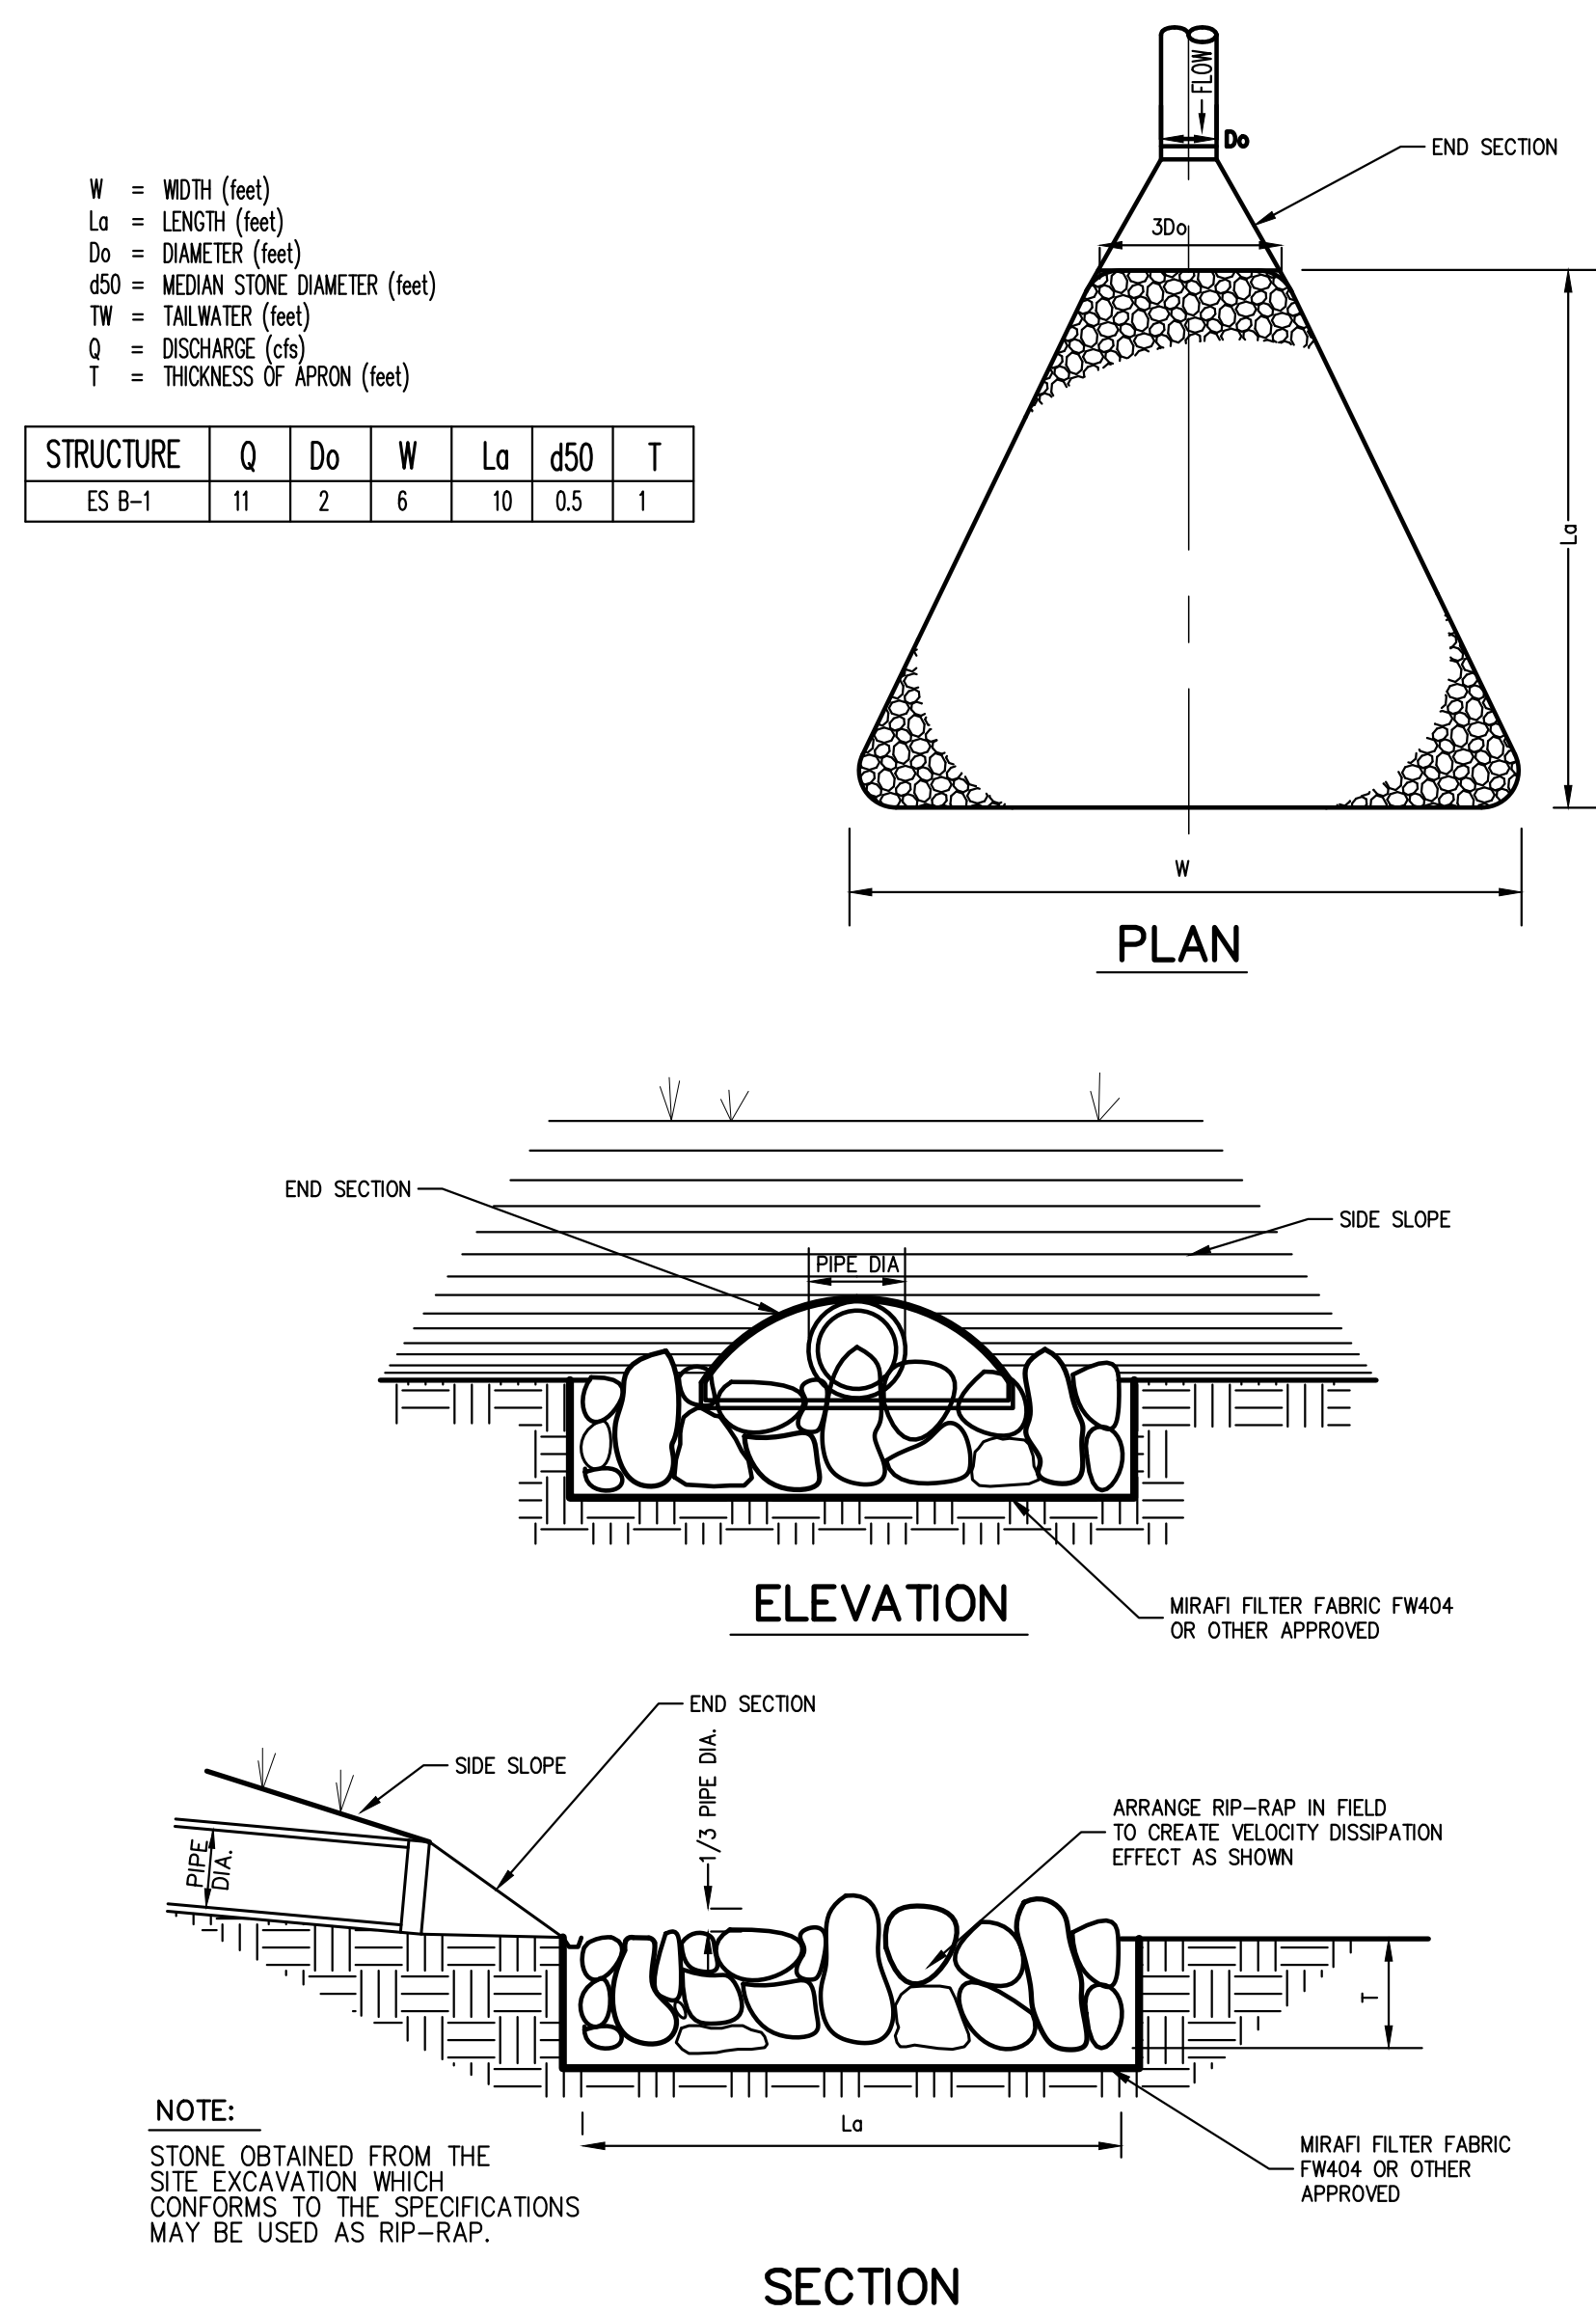 W = WIDTH (feet)
La = LENGTH (feet)
Do = DIAMETER (feet)
d50 = MEDIAN STONE DIAMETER (feet)
TW = TAILWATER (feet)
Q = DISCHARGE (cfs)
T = THICKNESS OF APRON (feet)
STRUCTURE Q Do W La d50 T
ES B-1 11 2 6 10 0.5 1
FLOW
Do
END SECTION
3Do
La
W
PLAN
END SECTION
SIDE SLOPE
PIPE DIA
ELEVATION
MIRAFI FILTER FABRIC FW404
OR OTHER APPROVED
END SECTION
SIDE SLOPE
1/3 PIPE DIA.
PIPE
DIA.
ARRANGE RIP-RAP IN FIELD
TO CREATE VELOCITY DISSIPATION
EFFECT AS SHOWN
T
La
MIRAFI FILTER FABRIC
FW404 OR OTHER
APPROVED
NOTE:
STONE OBTAINED FROM THE
SITE EXCAVATION WHICH
CONFORMS TO THE SPECIFICATIONS
MAY BE USED AS RIP-RAP.
SECTION